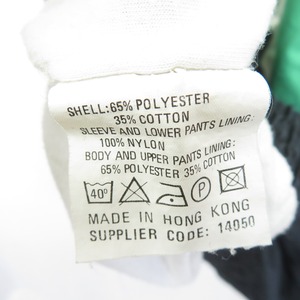 SHELL: 65% POLYESTER
35% COTTON
SLEEVE AND LOWER PANTS LINING:
100% NYLON
BODY AND UPPER PANTS LINING:
65% POLYESTER 35% COTTON
40° P
MADE IN HONG KONG
SUPPLIER CODE: 14050